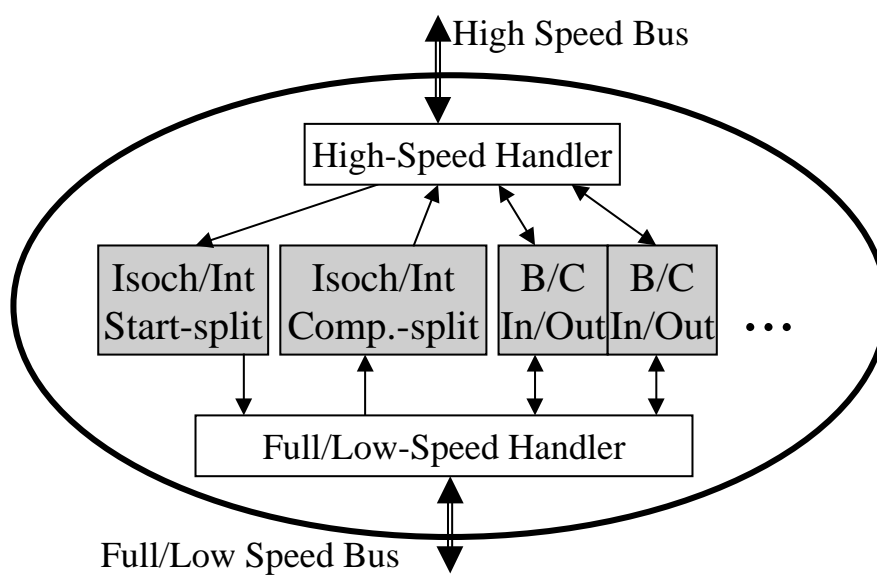 High Speed Bus
High-Speed Handler
Isoch/Int
Start-split
Isoch/Int
Comp.-split
B/C
In/Out
B/C
In/Out
...
Full/Low-Speed Handler
Full/Low Speed Bus